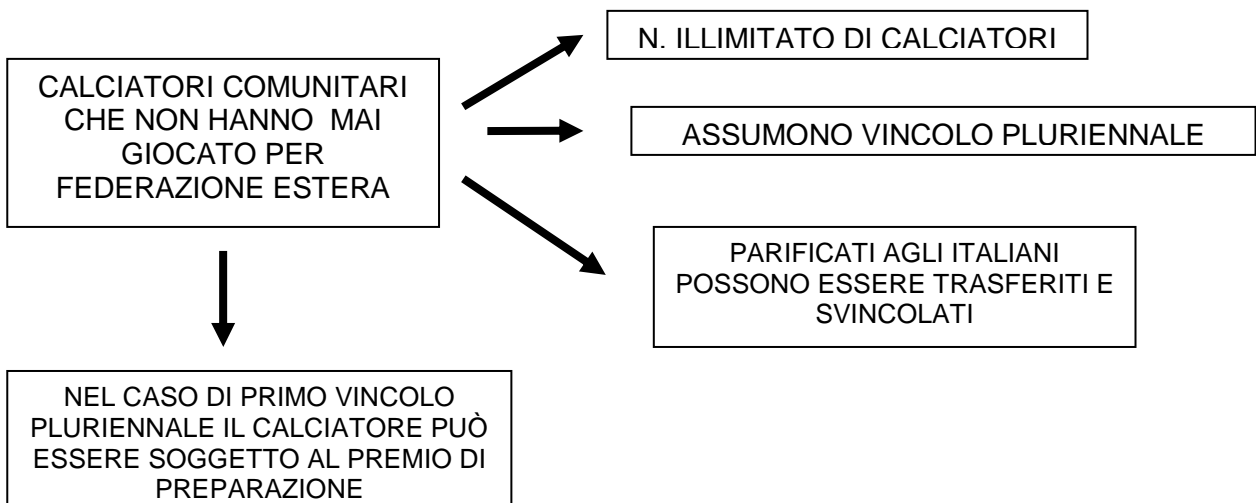 N. ILLIMITATO DI CALCIATORI
CALCIATORI COMUNITARI
CHE NON HANNO MAI
GIOCATO PER
FEDERAZIONE ESTERA
ASSUMONO VINCOLO PLURIENNALE
PARIFICATI AGLI ITALIANI
POSSONO ESSERE TRASFERITI E
SVINCOLATI
NEL CASO DI PRIMO VINCOLO
PLURIENNALE IL CALCIATORE PUÒ
ESSERE SOGGETTO AL PREMIO DI
PREPARAZIONE